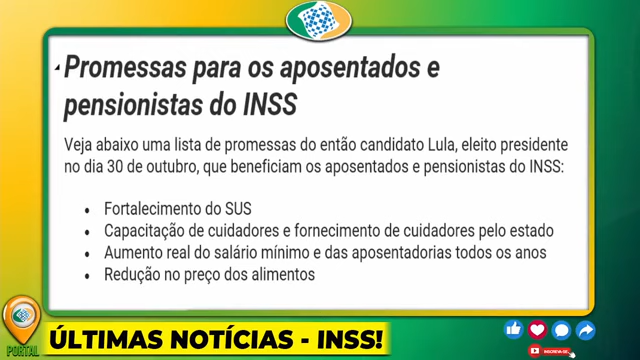 Promessas para os aposentados e
pensionistas do INSS
Veja abaixo uma lista de promessas do então candidato Lula, eleito presidente
no dia 30 de outubro, que beneficiam os aposentados e pensionistas do INSS:
• Fortalecimento do SUS
• Capacitação de cuidadores e fornecimento de cuidadores pelo estado
• Aumento real do salário mínimo e das aposentadorias todos os anos
• Redução no preço dos alimentos
PORTAL
ÚLTIMAS NOTÍCIAS - INSS!
INSCREVA-SE